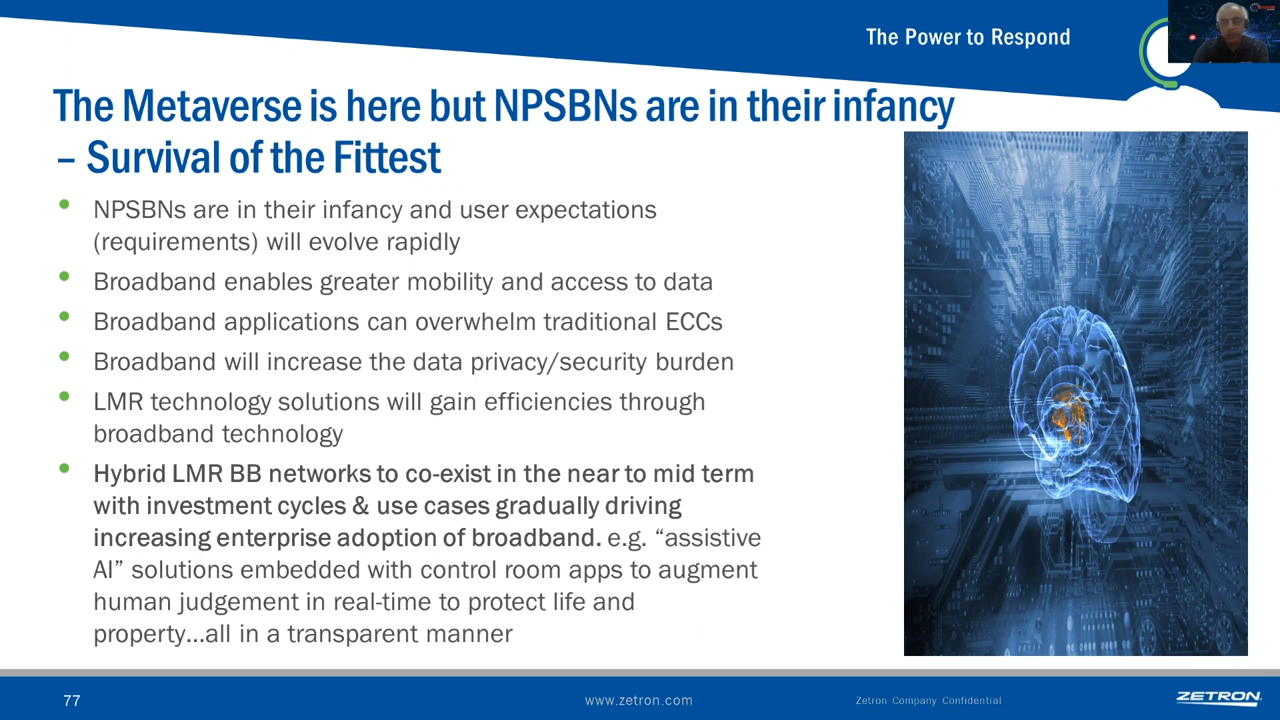 The Power to Respond
The Metaverse is here but NPSBNs are in their infancy
– Survival of the Fittest
• NPSBNs are in their infancy and user expectations
(requirements) will evolve rapidly
• Broadband enables greater mobility and access to data
• Broadband applications can overwhelm traditional ECCs
• Broadband will increase the data privacy/security burden
• LMR technology solutions will gain efficiencies through
broadband technology
• Hybrid LMR BB networks to co-exist in the near to mid term
with investment cycles & use cases gradually driving
increasing enterprise adoption of broadband. e.g. “assistive
AI” solutions embedded with control room apps to augment
human judgement in real-time to protect life and
property...all in a transparent manner
77
www.zetron.com
Zetron Company Confidential
ZETRON